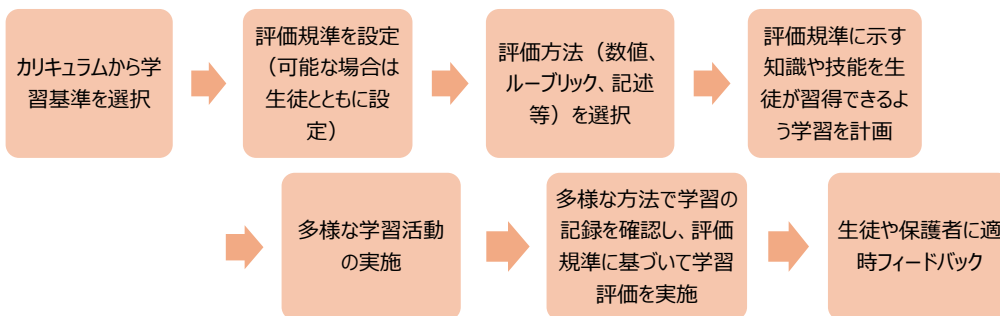 カリキュラムから学
習基準を選択
評価規準を設定
（可能な場合は
生徒とともに設
定）
評価方法（数値、
ルーブリック、記述
等）を選択
評価規準に示す
知識や技能を生
徒が習得できるよ
う学習を計画
多様な学習活動
の実施
多様な方法で学習の
記録を確認し、評価
規準に基づいて学習
評価を実施
生徒や保護者に適
時フィードバック